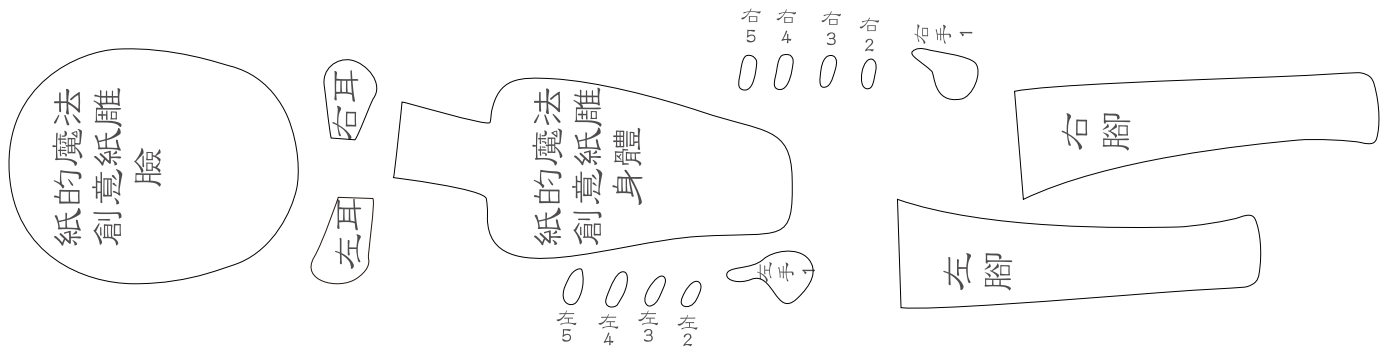 紙的魔法
創意紙雕
臉
右耳
左耳
紙的魔法
創意紙雕
身體
右5
右4
右3
右2
右手1
左5
左4
左3
左2
左手1
右腳
左腳